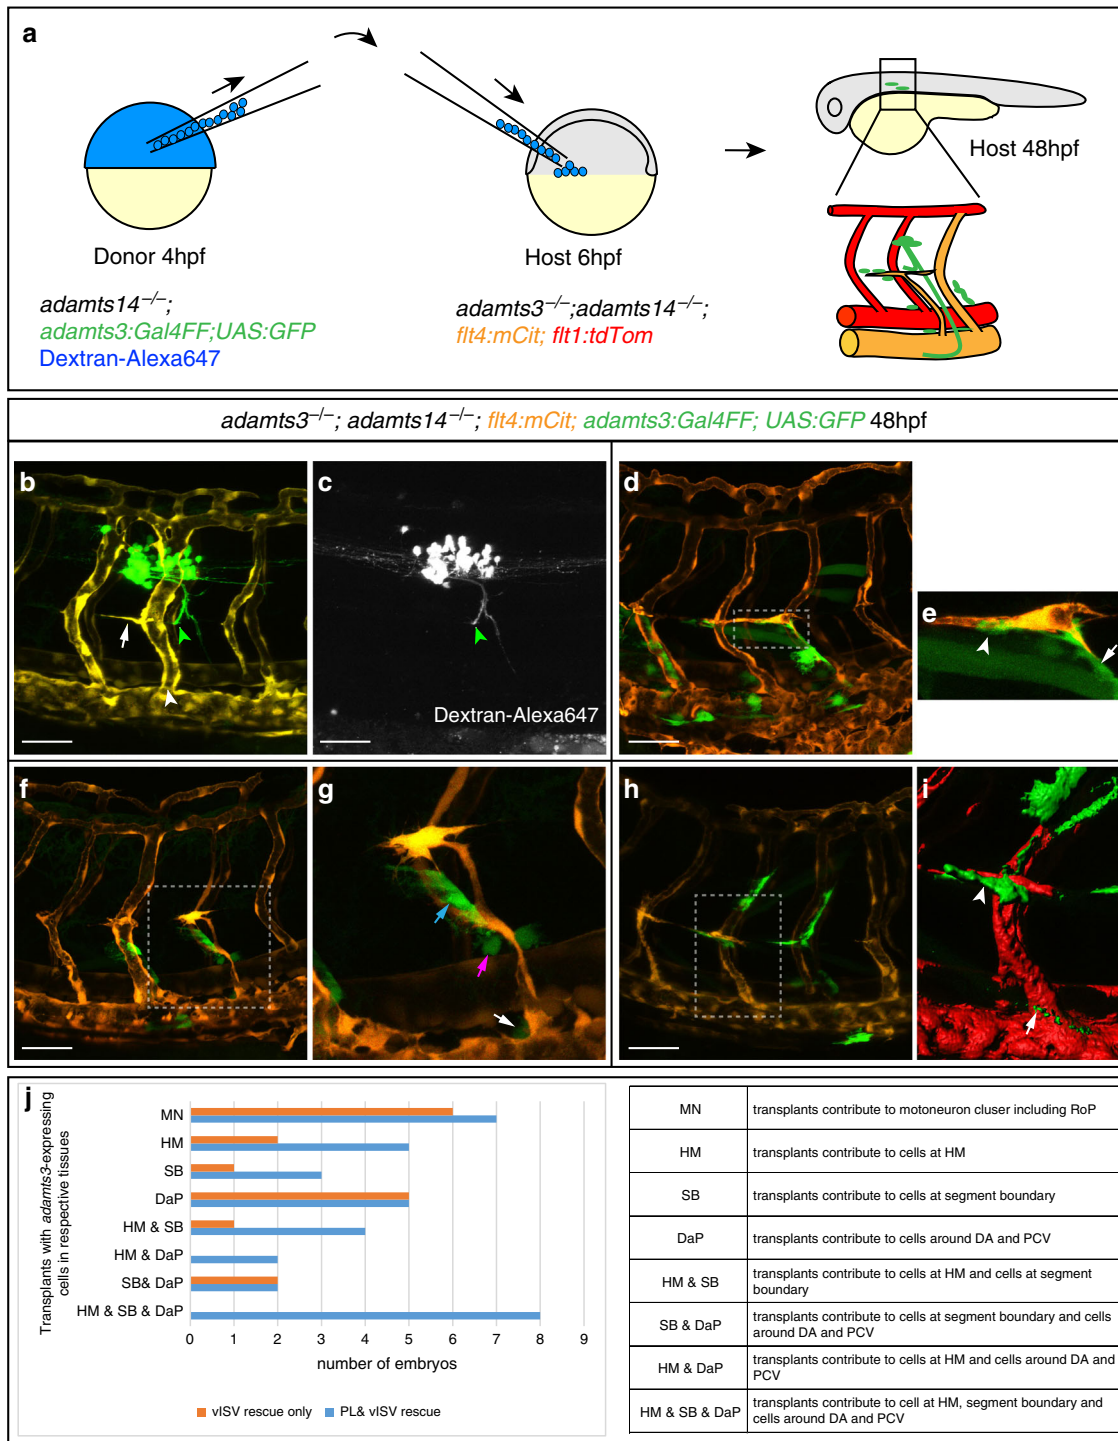 a
Donor 4hpf
Host 6hpf
Host 48hpf
adamts14–/–;
adamts3:Gal4FF;UAS:GFP
Dextran-Alexa647
adamts3–/–;adamts14–/–;
flt4:mCit; flt1:tdTom
adamts3–/–; adamts14–/–; flt4:mCit; adamts3:Gal4FF; UAS:GFP 48hpf
b
c
Dextran-Alexa647
d
e
f
g
h
i
j
Transplants with adamts3-expressing
cells in respective tissues
MN
HM
SB
DaP
HM & SB
HM & DaP
SB& DaP
HM & SB & DaP
0 1 2 3 4 5 6 7 8 9
number of embryos
vISV rescue only
PL& vISV rescue
MN transplants contribute to motoneuron cluser including RoP
HM transplants contribute to cells at HM
SB transplants contribute to cells at segment boundary
DaP transplants contribute to cells around DA and PCV
HM & SB transplants contribute to cells at HM and cells at segment
boundary
SB & DaP transplants contribute to cells at segment boundary and cells
around DA and PCV
HM & DaP transplants contribute to cells at HM and cells around DA and
PCV
HM & SB & DaP transplants contribute to cell at HM, segment boundary and
cells around DA and PCV